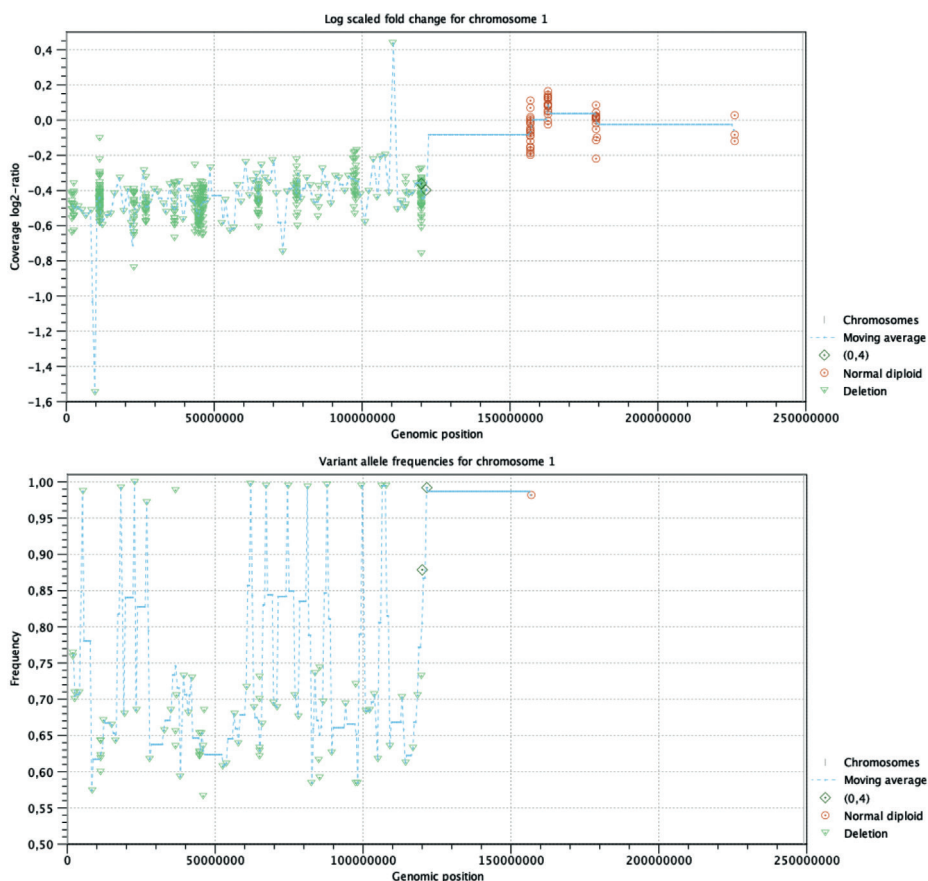 Log scaled fold change for chromosome 1
0,4
0,2
0,0
-0,2
-0,4
-0,6
-0,8
-1,0
-1,2
-1,4
-1,6
Coverage log2-ratio
0 50000000 100000000 150000000 200000000 250000000
Genomic position
Chromosomes
Moving average
(0,4)
Normal diploid
Deletion
Variant allele frequencies for chromosome 1
1,00
0,95
0,90
0,85
0,80
0,75
0,70
0,65
0,60
0,55
0,50
Frequency
0 50000000 100000000 150000000 200000000 250000000
Genomic position
Chromosomes
Moving average
(0,4)
Normal diploid
Deletion